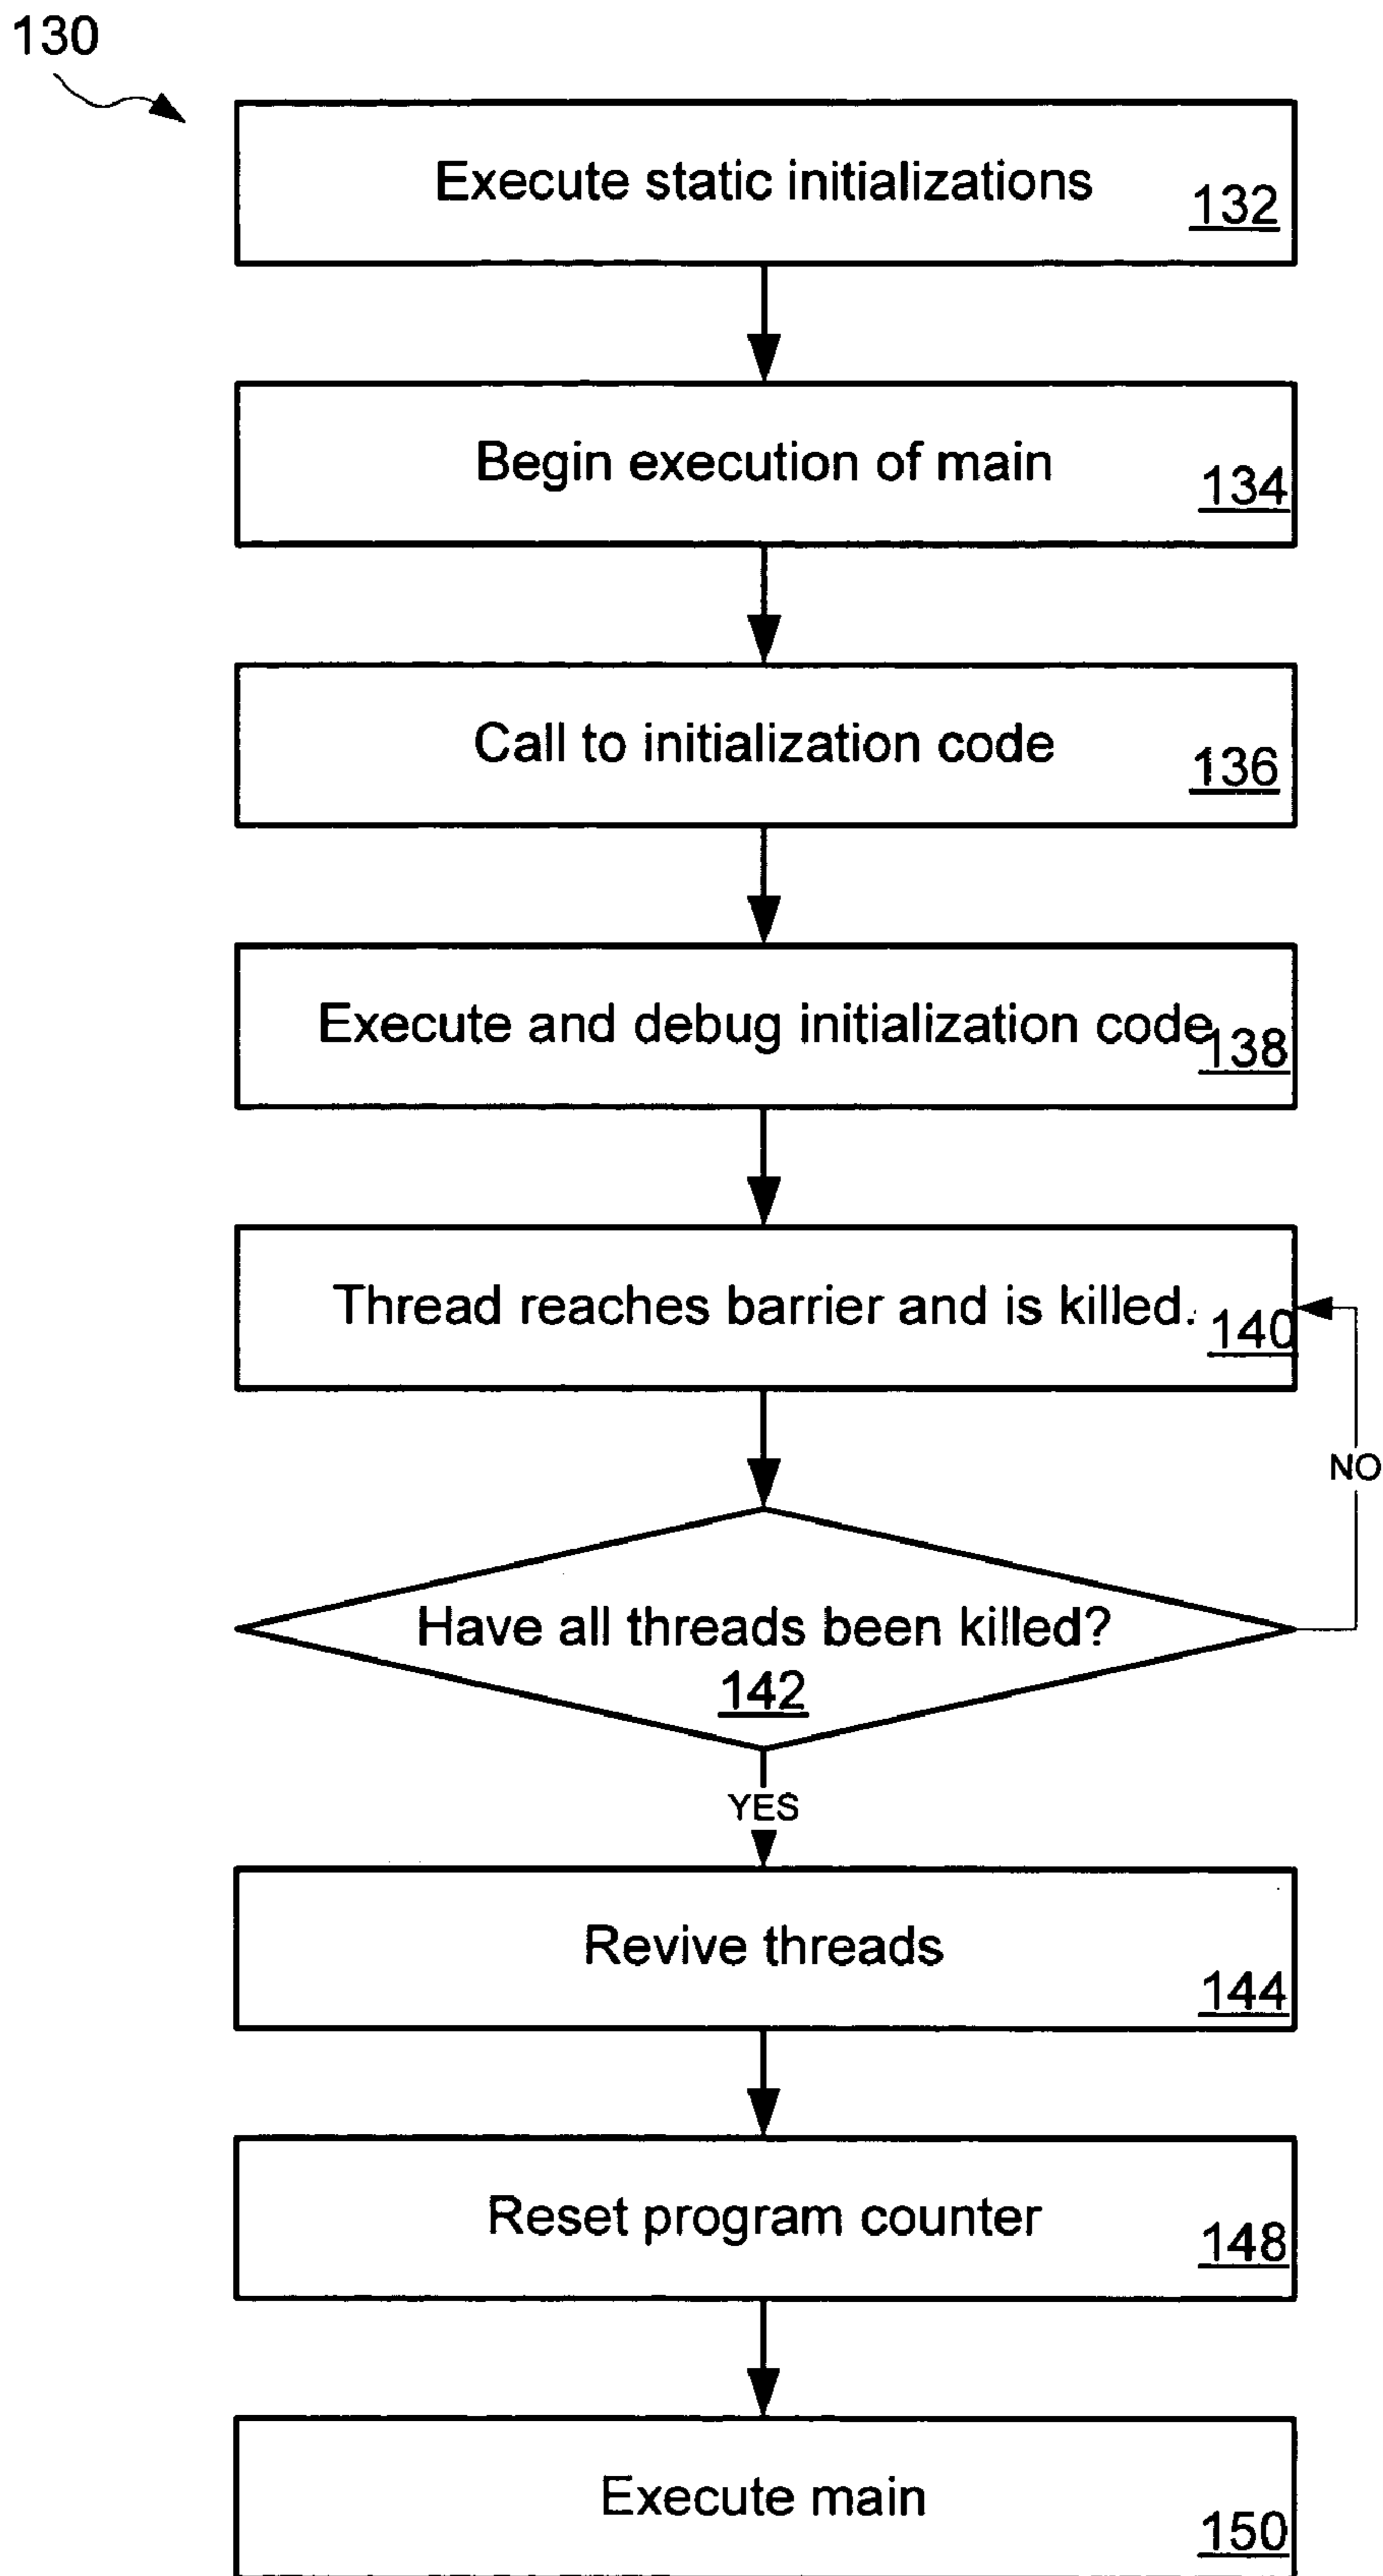 130
Execute static initializations
132
Begin execution of main
134
Call to initialization code
136
Execute and debug initialization code
138
Thread reaches barrier and is killed.
140
NO
Have all threads been killed?
142
YES
Revive threads
144
Reset program counter
148
Execute main
150